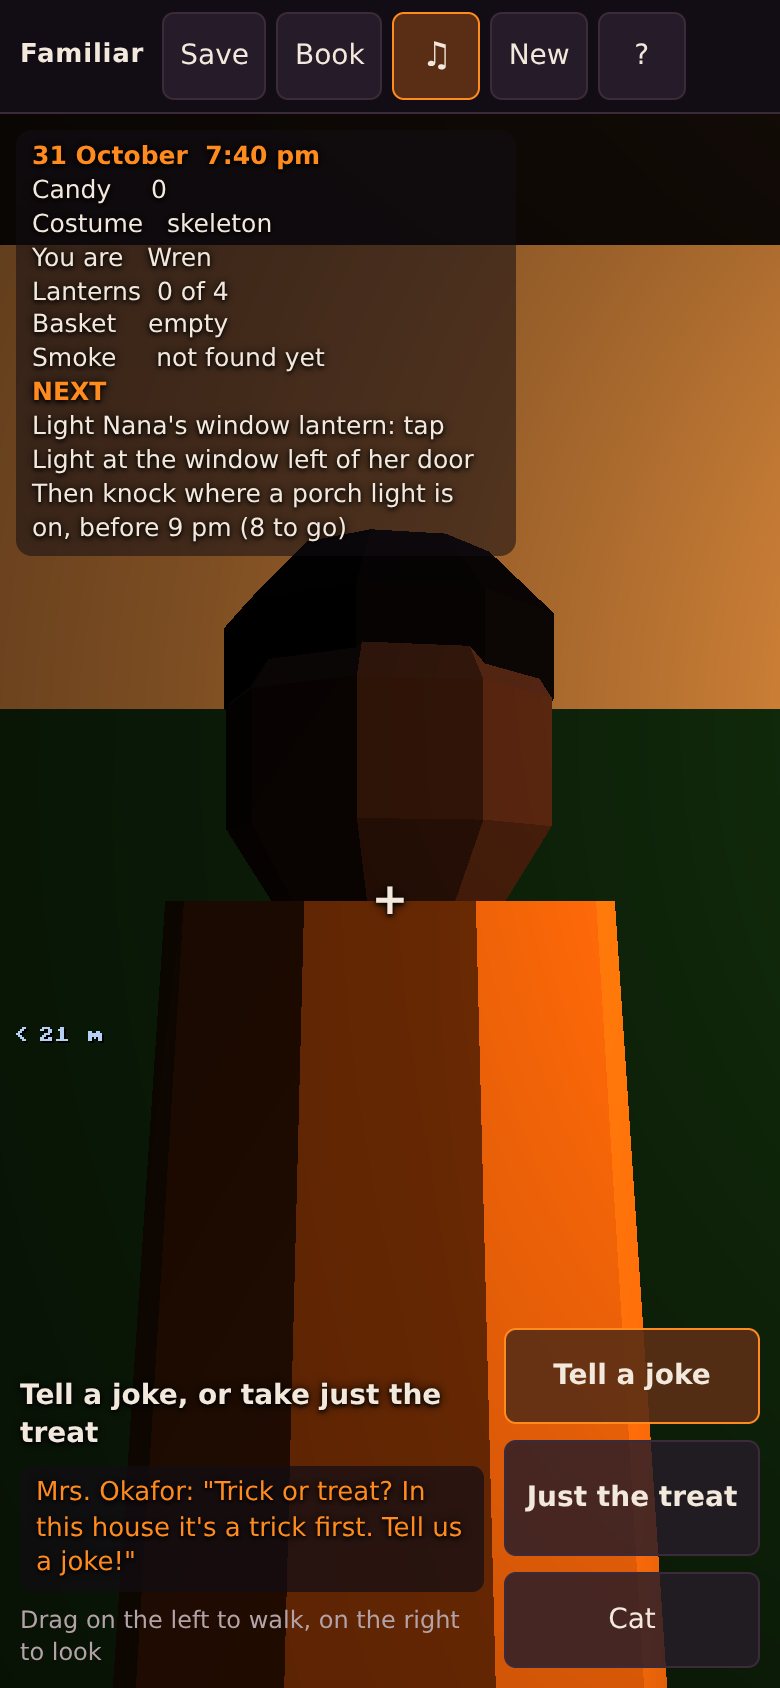 Familiar Save Book ♫ New ?
31 October 7:40 pm
Candy 0
Costume skeleton
You are Wren
Lanterns 0 of 4
Basket empty
Smoke not found yet
NEXT
Light Nana's window lantern: tap
Light at the window left of her door
Then knock where a porch light is
on, before 9 pm (8 to go)
+
< 21 m
Tell a joke
Tell a joke, or take just the
treat
Just the treat
Mrs. Okafor: "Trick or treat? In
this house it's a trick first. Tell us
a joke!"
Cat
Drag on the left to walk, on the right
to look